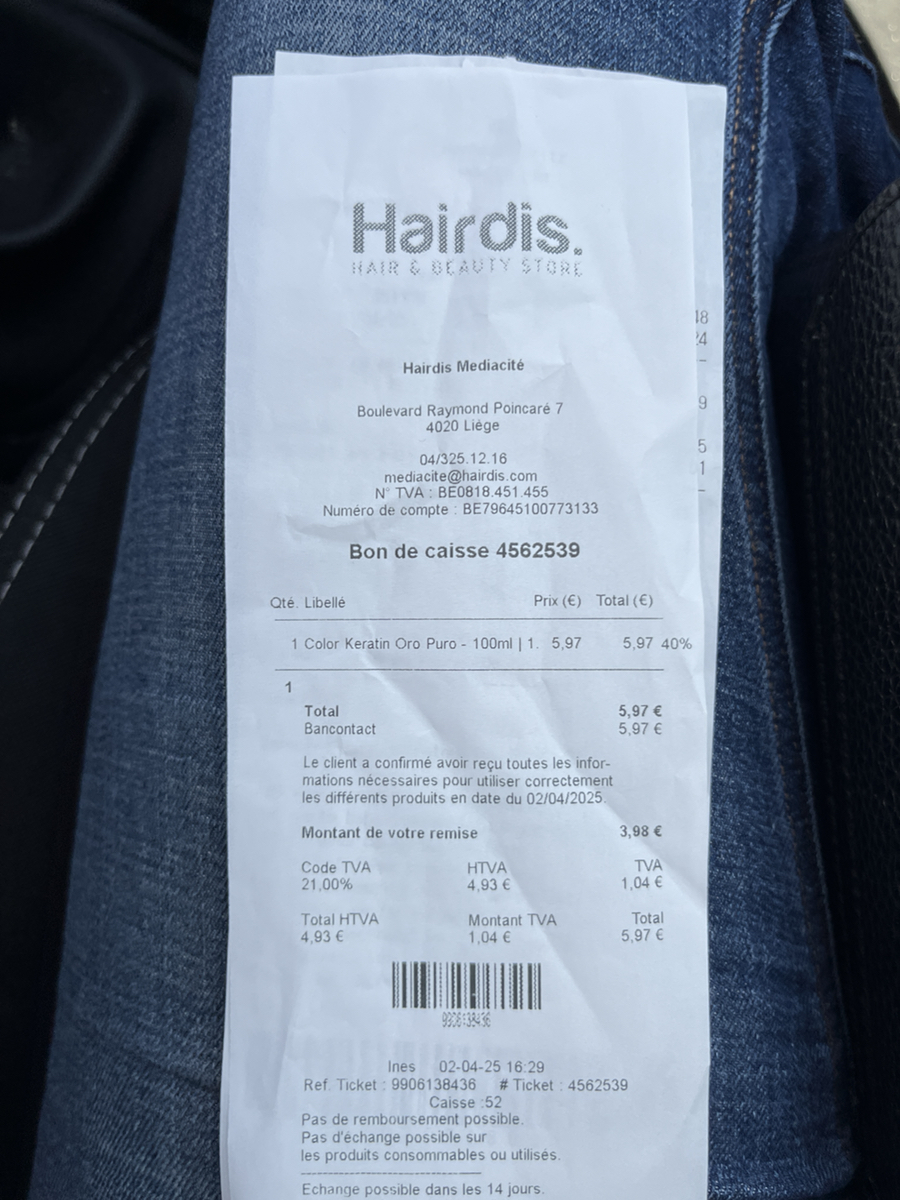 Hairdis.
HAIR & BEAUTY STORE
Hairdis Mediacité
Boulevard Raymond Poincaré 7
4020 Liège
04/325.12.16
mediacite@hairdis.com
N° TVA : BE0818.451.455
Numéro de compte : BE79645100773133
Bon de caisse 4562539
Qté. Libellé Prix (€) Total (€)
1 Color Keratin Oro Puro - 100ml | 1. 5,97 5,97 40%
1
Total 5,97 €
Bancontact 5,97 €
Le client a confirmé avoir reçu toutes les infor-
mations nécessaires pour utiliser correctement
les différents produits en date du 02/04/2025.
Montant de votre remise 3,98 €
Code TVA HTVA TVA
21,00% 4,93 € 1,04 €
Total HTVA Montant TVA Total
4,93 € 1,04 € 5,97 €
Ines 02-04-25 16:29
Ref. Ticket : 9906138436 # Ticket : 4562539
Caisse :52
Pas de remboursement possible.
Pas d'échange possible sur
les produits consommables ou utilisés.
Echange possible dans les 14 jours.